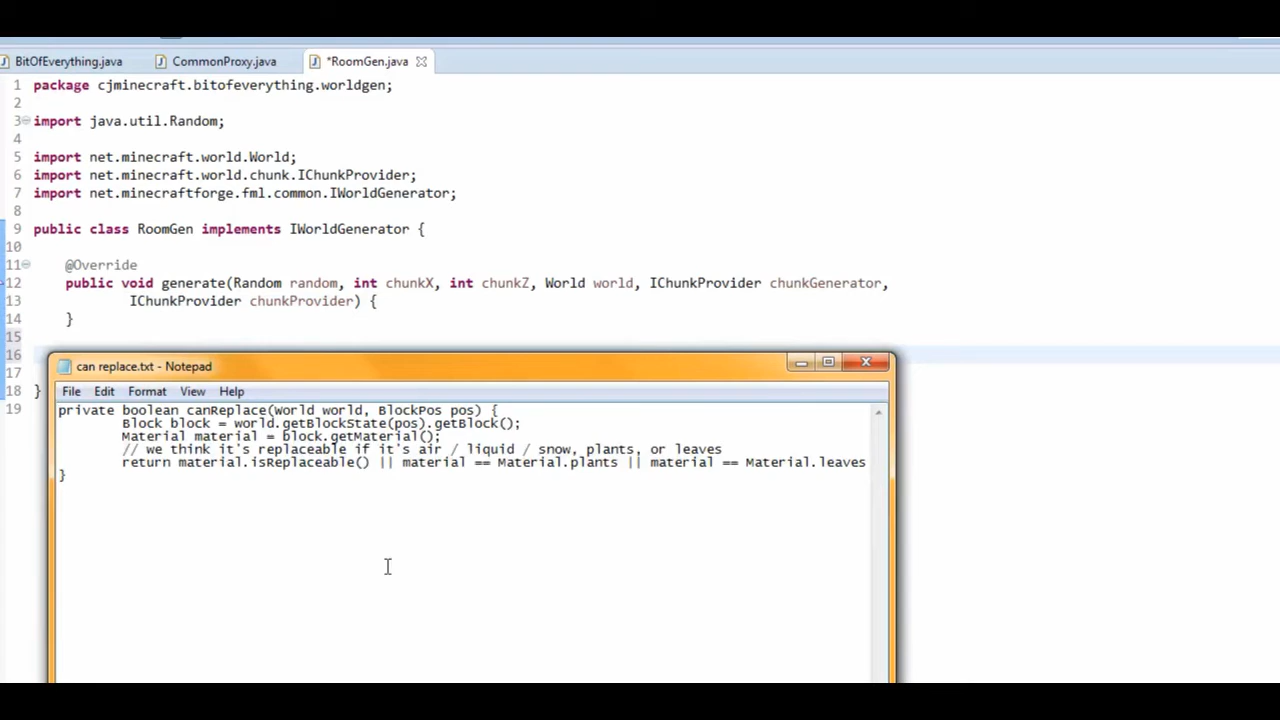 BitOfEverything.java CommonProxy.java *RoomGen.java
1 package cjminecraft.bitofeverything.worldgen;
2
3 import java.util.Random;
4
5 import net.minecraft.world.World;
6 import net.minecraft.world.chunk.IChunkProvider;
7 import net.minecraftforge.fml.common.IWorldGenerator;
8
9 public class RoomGen implements IWorldGenerator {
10
11 @Override
12 public void generate(Random random, int chunkX, int chunkZ, World world, IChunkProvider chunkGenerator,
13 IChunkProvider chunkProvider) {
14 }
15
16
17
18 }
19
can replace.txt - Notepad
File Edit Format View Help
private boolean canReplace(World world, BlockPos pos) {
Block block = world.getBlockState(pos).getBlock();
Material material = block.getMaterial();
// we think it's replaceable if it's air / liquid / snow, plants, or leaves
return material.isReplaceable() || material == Material.plants || material == Material.leaves
}